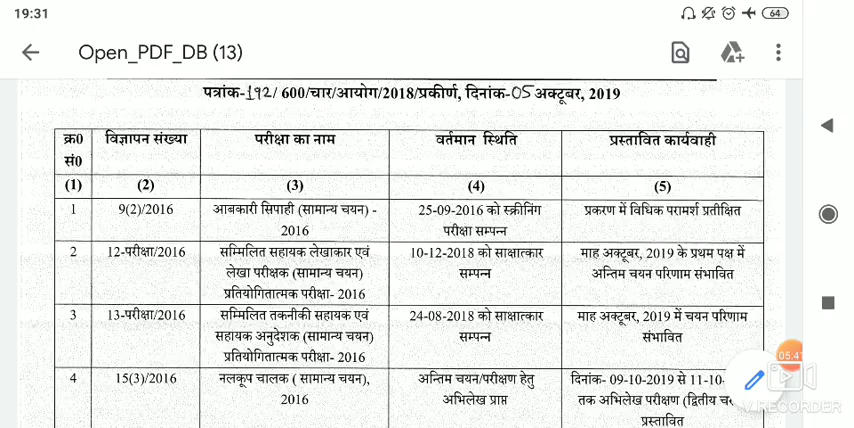 19:31
64
Open_PDF_DB (13)
पत्रांक-192/ 600/चार/आयोग/2018/प्रकीर्ण, दिनांक-05 अक्टूबर, 2019
क्र0 सं0
विज्ञापन संख्या
परीक्षा का नाम
वर्तमान स्थिति
प्रस्तावित कार्यवाही
(1) (2) (3) (4) (5)
1
9(2)/2016
आबकारी सिपाही (सामान्य चयन) -
2016
25-09-2016 को स्क्रीनिंग
परीक्षा सम्पन्न
प्रकरण में विधिक परामर्श प्रतीक्षित
2
12-परीक्षा/2016
सम्मिलित सहायक लेखाकार एवं
लेखा परीक्षक (सामान्य चयन)
प्रतियोगितात्मक परीक्षा- 2016
10-12-2018 को साक्षात्कार
सम्पन्न
माह अक्टूबर, 2019 के प्रथम पक्ष में
अन्तिम चयन परिणाम संभावित
3
13-परीक्षा/2016
सम्मिलित तकनीकी सहायक एवं
सहायक अनुदेशक (सामान्य चयन)
प्रतियोगितात्मक परीक्षा- 2016
24-08-2018 को साक्षात्कार
सम्पन्न
माह अक्टूबर, 2019 में चयन परिणाम
संभावित
4
15(3)/2016
नलकूप चालक ( सामान्य चयन),
2016
अन्तिम चयन/परीक्षण हेतु
अभिलेख प्राप्त
दिनांक- 09-10-2019 से 11-10-
तक अभिलेख परीक्षण (द्वितीय
प्रस्तावित
05:41
V RECORDER